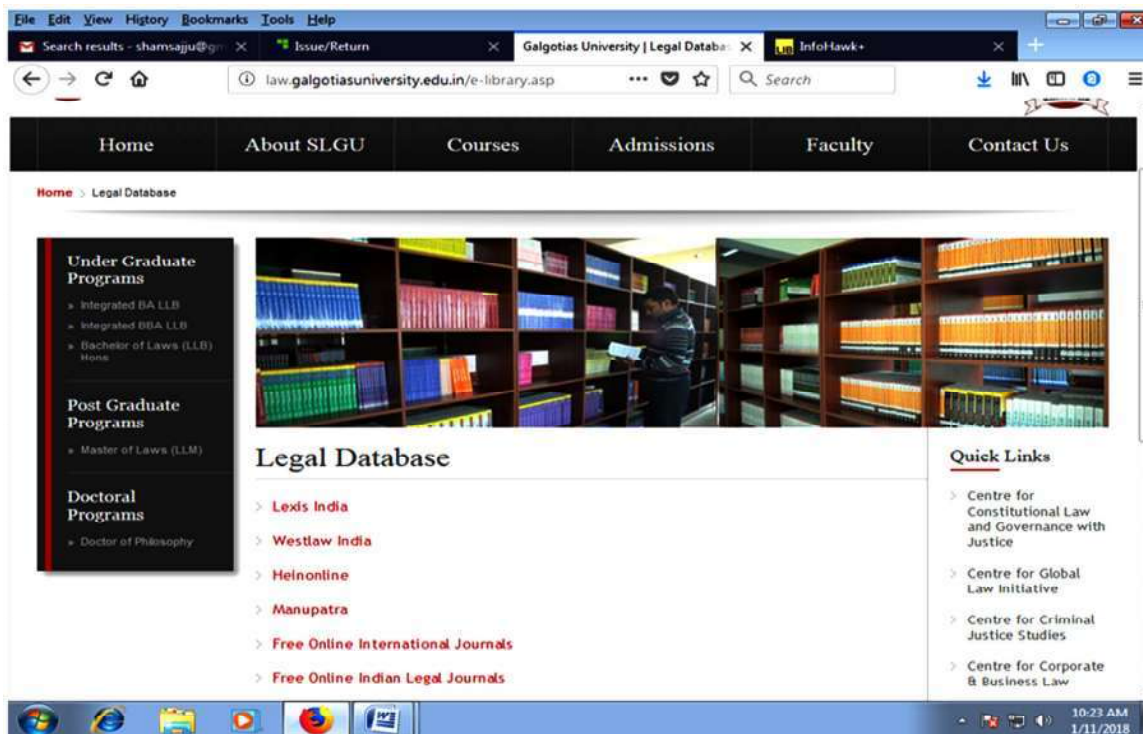 File Edit View History Bookmarks Tools Help
Search results - shamsajju@gm
Issue/Return
Galgotias University | Legal Databas
LIB InfoHawk+
law.galgotiasuniversity.edu.in/e-library.asp
Search
Home About SLGU Courses Admissions Faculty Contact Us
Home > Legal Database
Under Graduate
Programs
» Integrated BA LLB
» Integrated BBA LLB
» Bachelor of Laws (LLB)
Hons
Post Graduate
Programs
» Master of Laws (LLM)
Doctoral
Programs
» Doctor of Philosophy
Legal Database
> Lexis India
> Westlaw India
> Heinonline
> Manupatra
> Free Online International Journals
> Free Online Indian Legal Journals
Quick Links
> Centre for
Constitutional Law
and Governance with
Justice
> Centre for Global
Law Initiative
> Centre for Criminal
Justice Studies
> Centre for Corporate
& Business Law
10:23 AM
1/11/2018